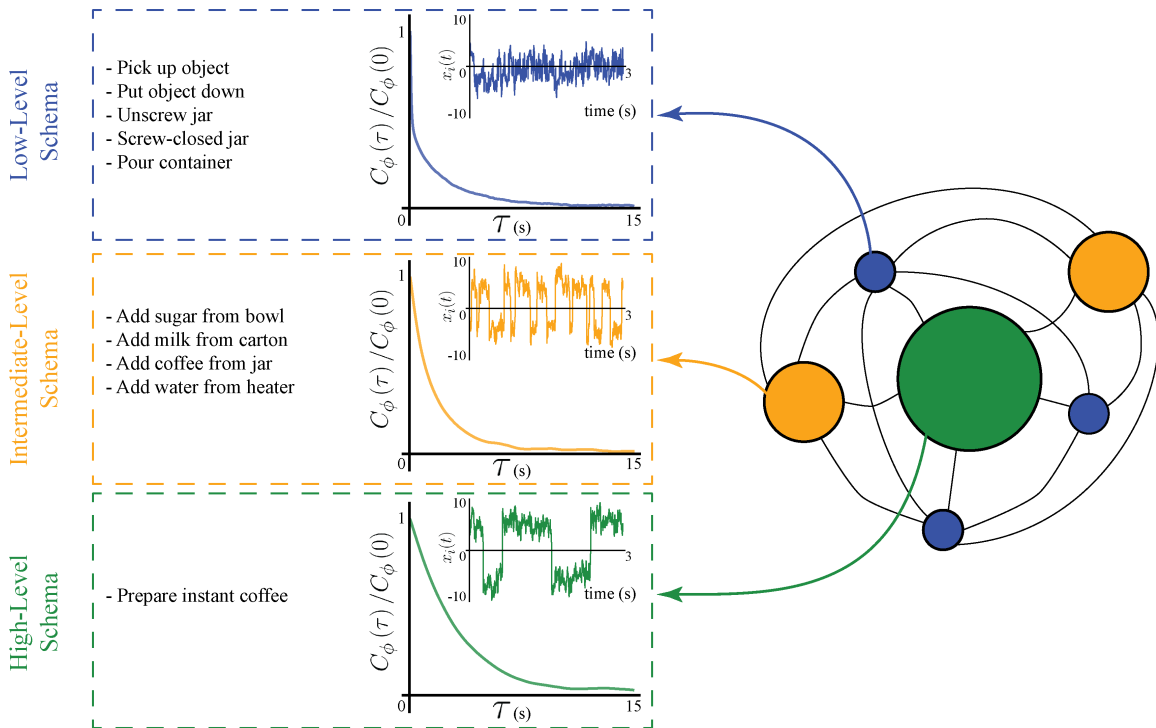 Low-Level
Schema
- Pick up object
- Put object down
- Unscrew jar
- Screw-closed jar
- Pour container
C_ϕ(τ)/C_ϕ(0)
1
0
τ (s)
15
x_i(t)
10
0
-10
3
time (s)
Intermediate-Level
Schema
- Add sugar from bowl
- Add milk from carton
- Add coffee from jar
- Add water from heater
C_ϕ(τ)/C_ϕ(0)
1
0
τ (s)
15
x_i(t)
10
0
-10
3
time (s)
High-Level
Schema
- Prepare instant coffee
C_ϕ(τ)/C_ϕ(0)
1
0
τ (s)
15
x_i(t)
10
0
-10
3
time (s)